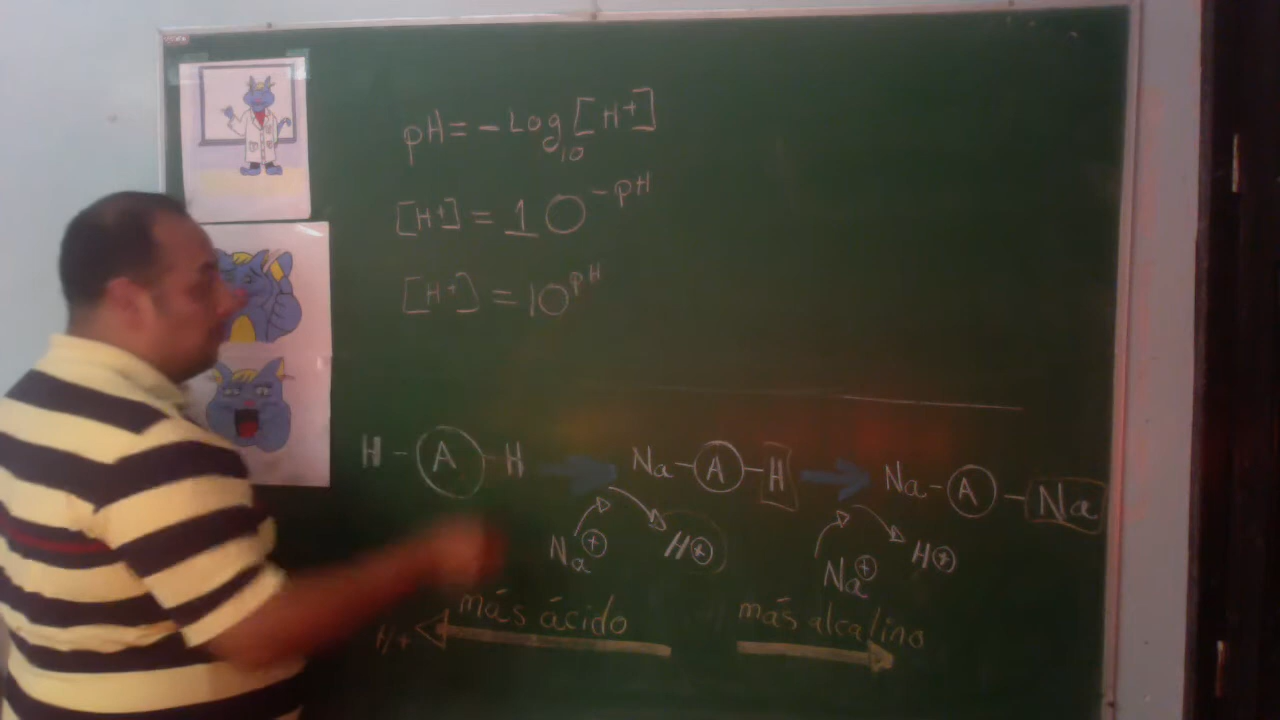 pH = - Log₁₀ [H⁺]
[H⁺] = 10⁻ᵖᴴ
[H⁺] = 10ᵖᴴ
H - A - H → Na - A - H → Na - A - Na
Na⊕ H⊕ Na⊕ H⊕
más ácido más alcalino
H+